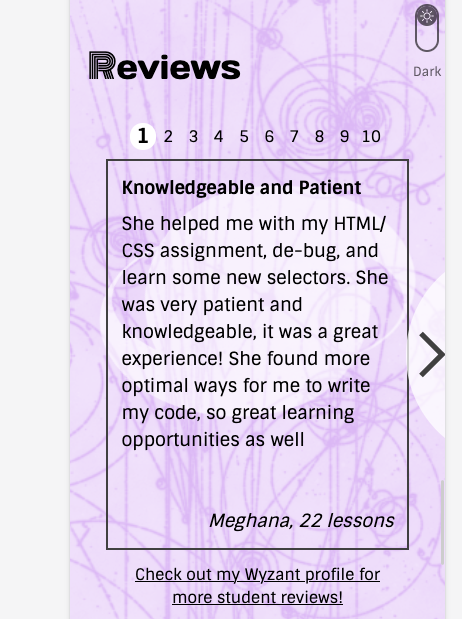 Reviews
Dark
1 2 3 4 5 6 7 8 9 10
Knowledgeable and Patient
She helped me with my HTML/
CSS assignment, de-bug, and
learn some new selectors. She
was very patient and
knowledgeable, it was a great
experience! She found more
optimal ways for me to write
my code, so great learning
opportunities as well
Meghana, 22 lessons
Check out my Wyzant profile for
more student reviews!